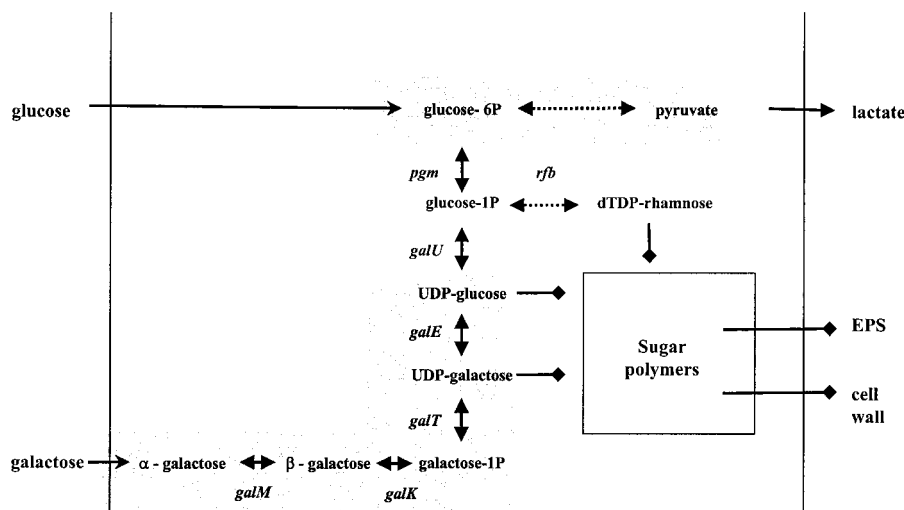 glucose glucose- 6P pyruvate lactate
pgm rfb
glucose-1P dTDP-rhamnose
galU
UDP-glucose
galE
Sugar
polymers
EPS
UDP-galactose
cell
wall
galT
galactose α - galactose β - galactose galactose-1P
galM galK